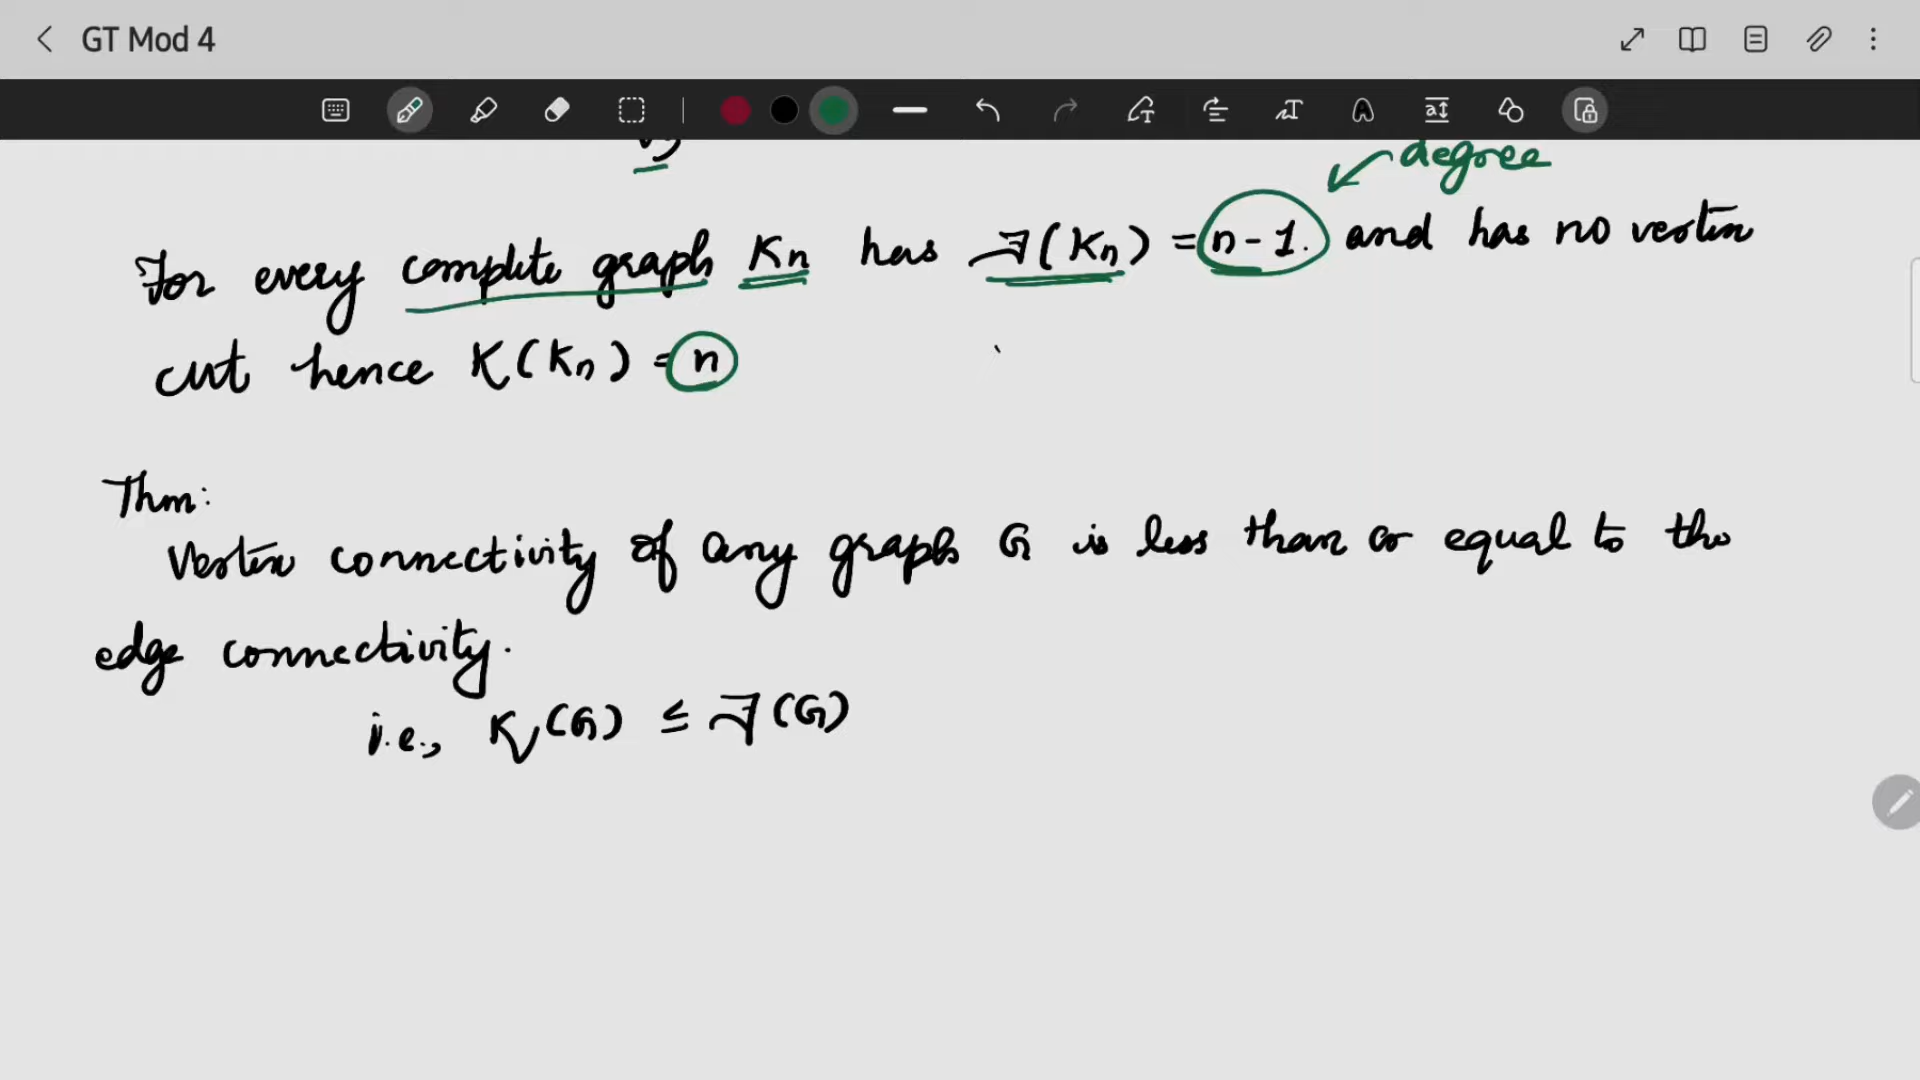 GT Mod 4
degree
For every complete graph Kn has λ(Kn) = n-1. and has no vertex
cut hence K(Kn) = n
Thm:
Vertex connectivity of any graph G is less than or equal to the
edge connectivity.
i.e., K(G) ≤ λ(G)